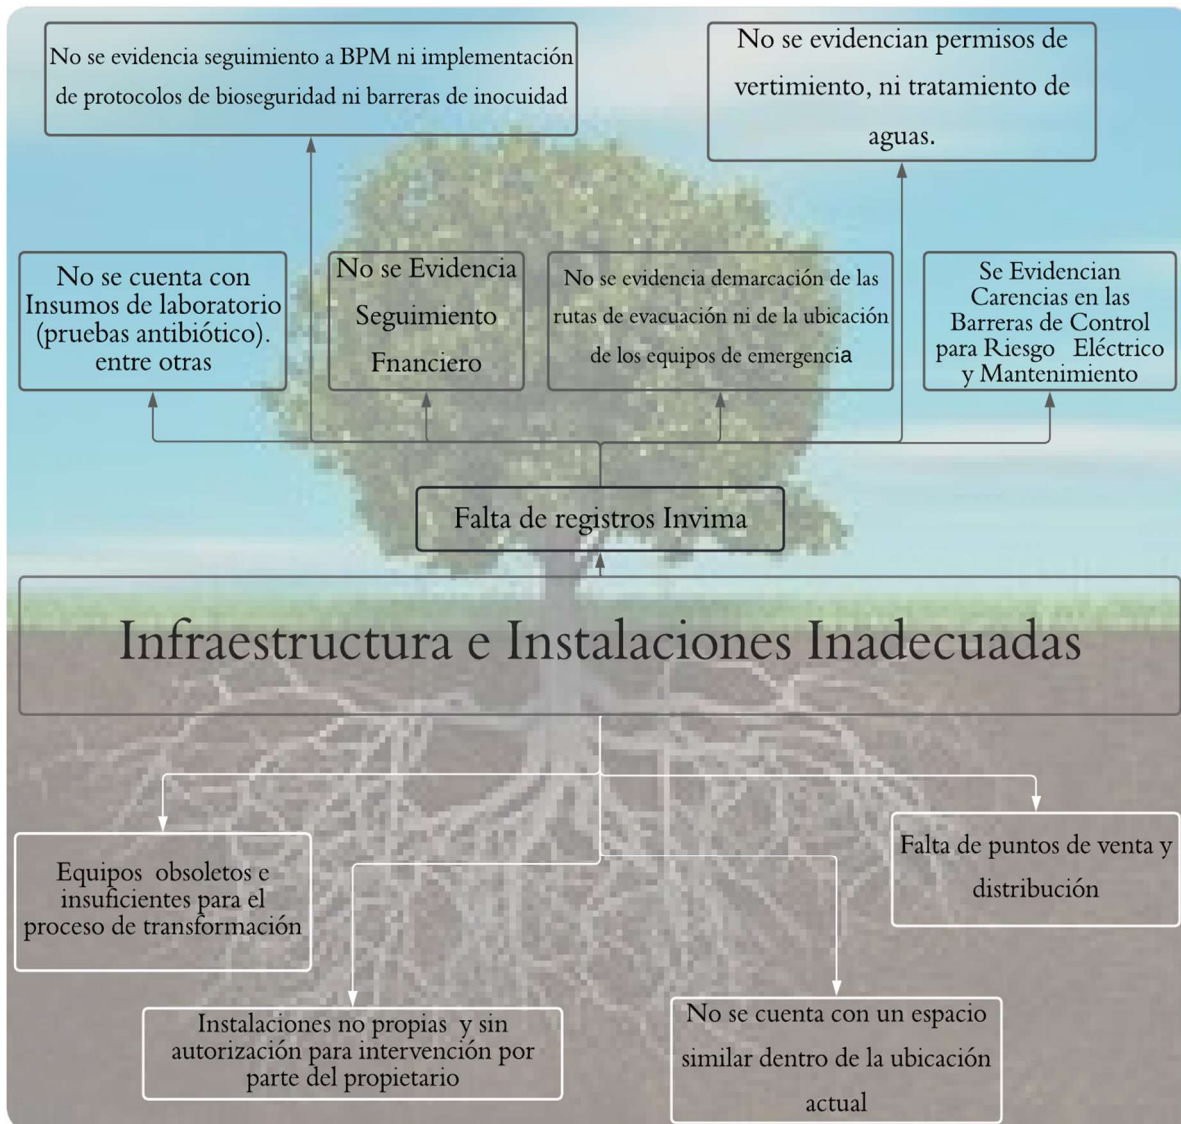 No se evidencia seguimiento a BPM ni implementación
de protocolos de bioseguridad ni barreras de inocuidad
No se evidencian permisos de
vertimiento, ni tratamiento de
aguas.
No se cuenta con
Insumos de laboratorio
(pruebas antibiótico).
entre otras
No se Evidencia
Seguimiento
Fnanciero
No se evidencia demarcación de las
rutas de evacuación ni de la ubicación
de los equipos de emergencia
Se Evidencian
Carencias en las
Barreras de Control
para Riesgo Eléctrico
y Mantenimiento
Falta de registros Invima
Infraestructura e Instalaciones Inadecuadas
Equipos obsoletos e
insuficientes para el
proceso de transformación
Falta de puntos de venta y
distribución
Instalaciones no propias y sin
autorización para intervención por
parte del propietario
No se cuenta con un espacio
similar dentro de la ubicación
actual